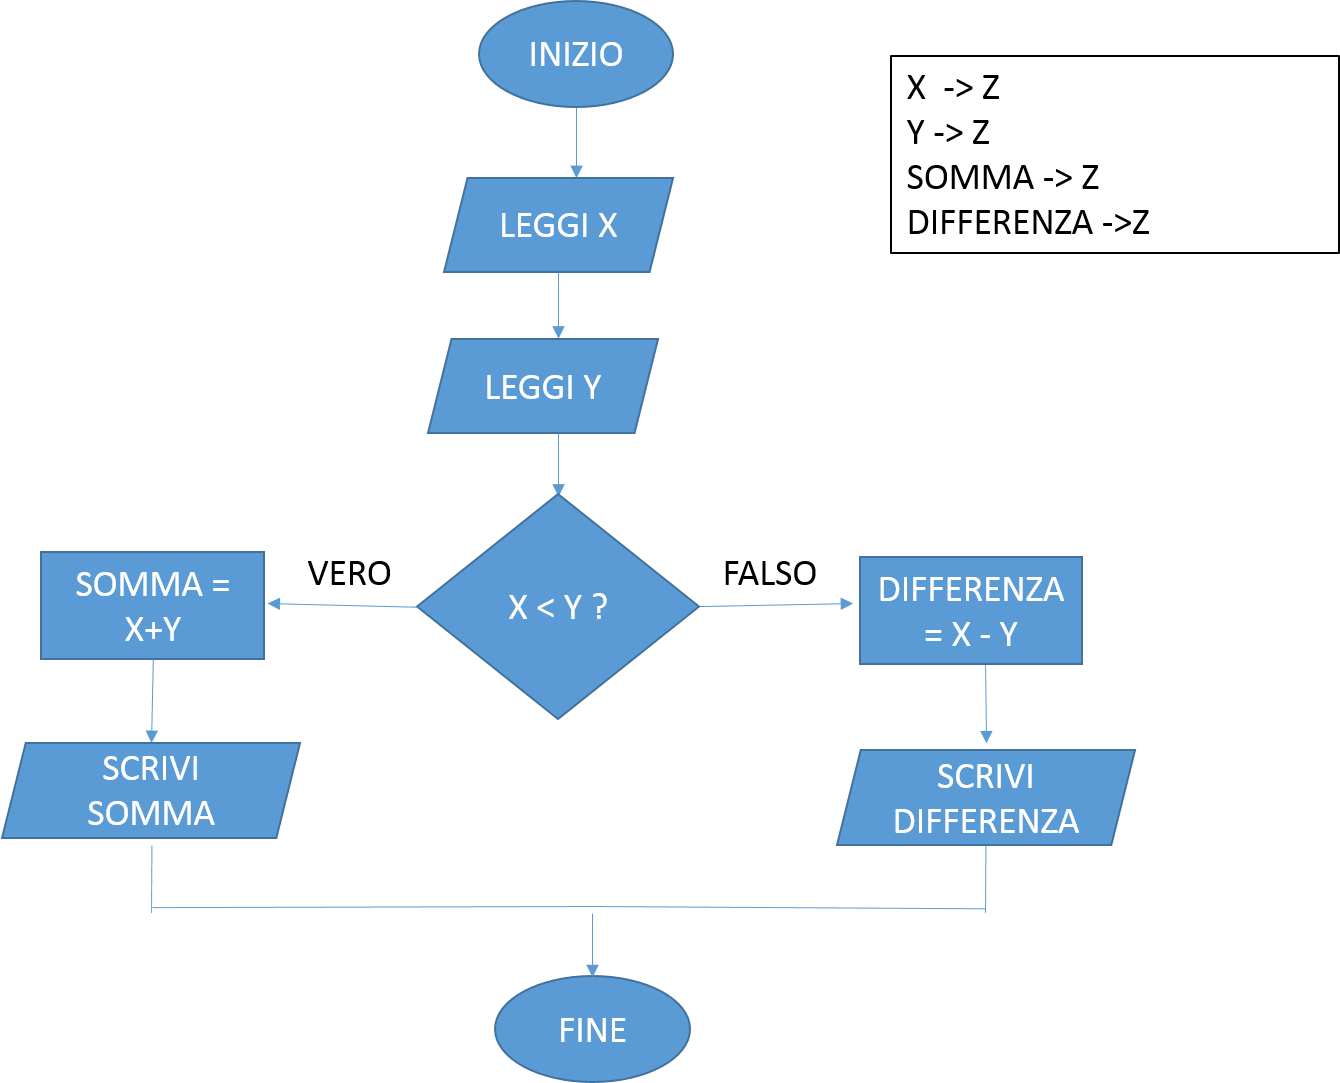 INIZIO
X  -> Z
Y -> Z
SOMMA -> Z
DIFFERENZA ->Z
LEGGI X
LEGGI Y
X < Y ?
VERO
FALSO
SOMMA =
X+Y
DIFFERENZA
= X - Y
SCRIVI
SOMMA
SCRIVI
DIFFERENZA
FINE